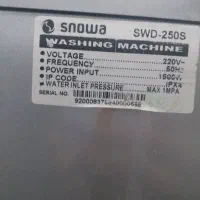 snowa SWD-250S
WASHING MACHINE
• VOLTAGE 220V~
• FREQUENCY 50Hz
• POWER INPUT
• IP CODE IPX4
• WATER INLET PRESSURE MAX 1MPA
SERIAL NO.